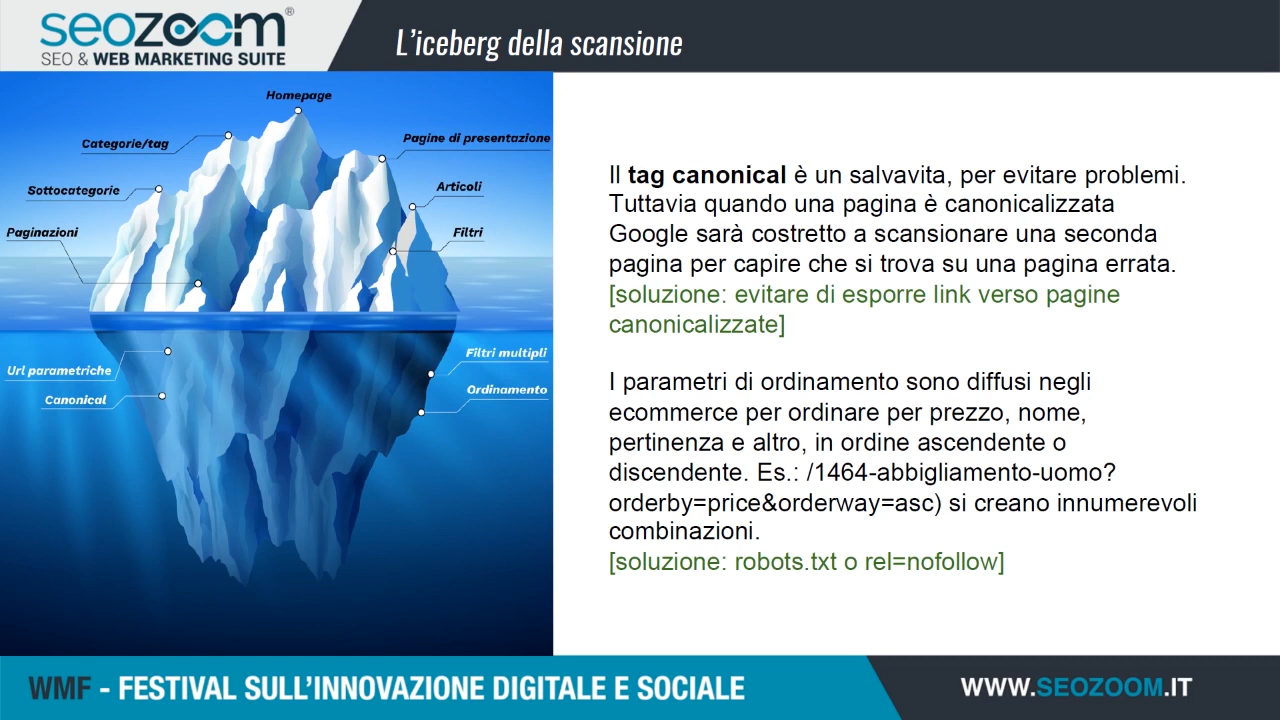 seozoom®
SEO & WEB MARKETING SUITE
L'iceberg della scansione
Homepage
Categorie/tag
Pagine di presentazione
Sottocategorie
Articoli
Paginazioni
Filtri
Url parametriche
Filtri multipli
Canonical
Ordinamento
Il tag canonical è un salvavita, per evitare problemi.
Tuttavia quando una pagina è canonicalizzata
Google sarà costretto a scansionare una seconda
pagina per capire che si trova su una pagina errata.
[soluzione: evitare di esporre link verso pagine
canonicalizzate]
I parametri di ordinamento sono diffusi negli
ecommerce per ordinare per prezzo, nome,
pertinenza e altro, in ordine ascendente o
discendente. Es.: /1464-abbigliamento-uomo?
orderby=price&orderway=asc) si creano innumerevoli
combinazioni.
[soluzione: robots.txt o rel=nofollow]
WMF - FESTIVAL SULL'INNOVAZIONE DIGITALE E SOCIALE
WWW.SEOZOOM.IT